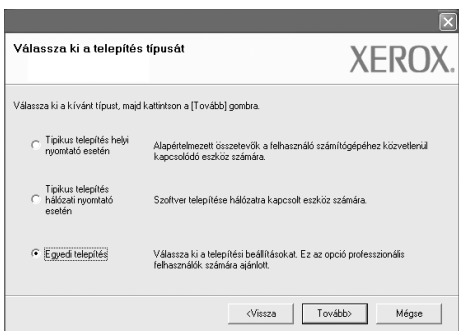 Válassza ki a telepítés típusát
XEROX.
Válassza ki a kívánt típust, majd kattintson a [Tovább] gombra.
Tipikus telepítés helyi
nyomtató esetén
Alapértelmezett összetevők a felhasználó számítógépéhez közvetlenül
kapcsolódó eszköz számára.
Tipikus telepítés
hálózati nyomtató
esetén
Szoftver telepítése hálózatra kapcsolt eszköz számára.
Egyedi telepítés
Válassza ki a telepítési beállításokat. Ez az opció professzionális
felhasználók számára ajánlott.
<Vissza
Tovább>
Mégse